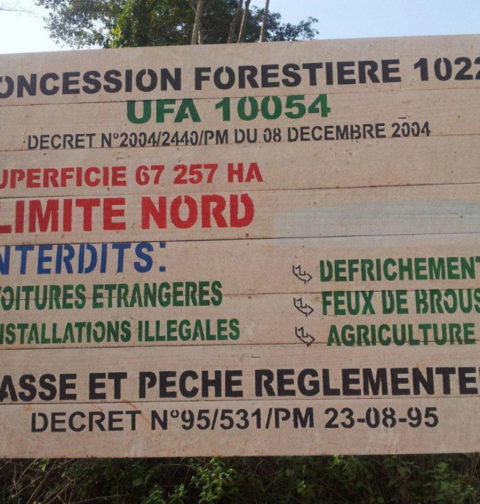 ONCESSION FORESTIERE 1022
UFA 10054
DECRET N°2004/2440/PM DU 08 DECEMBRE 2004
UPERFICIE 67 257 HA
LIMITE NORD
NTERDITS:
OITURES ETRANGERES
NSTALLATIONS ILLEGALES
DEFRICHEMENT
FEUX DE BROUS
AGRICULTURE
ASSE ET PECHE REGLEMENTE
DECRET N°95/531/PM 23-08-95